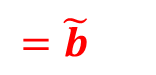 = b̃